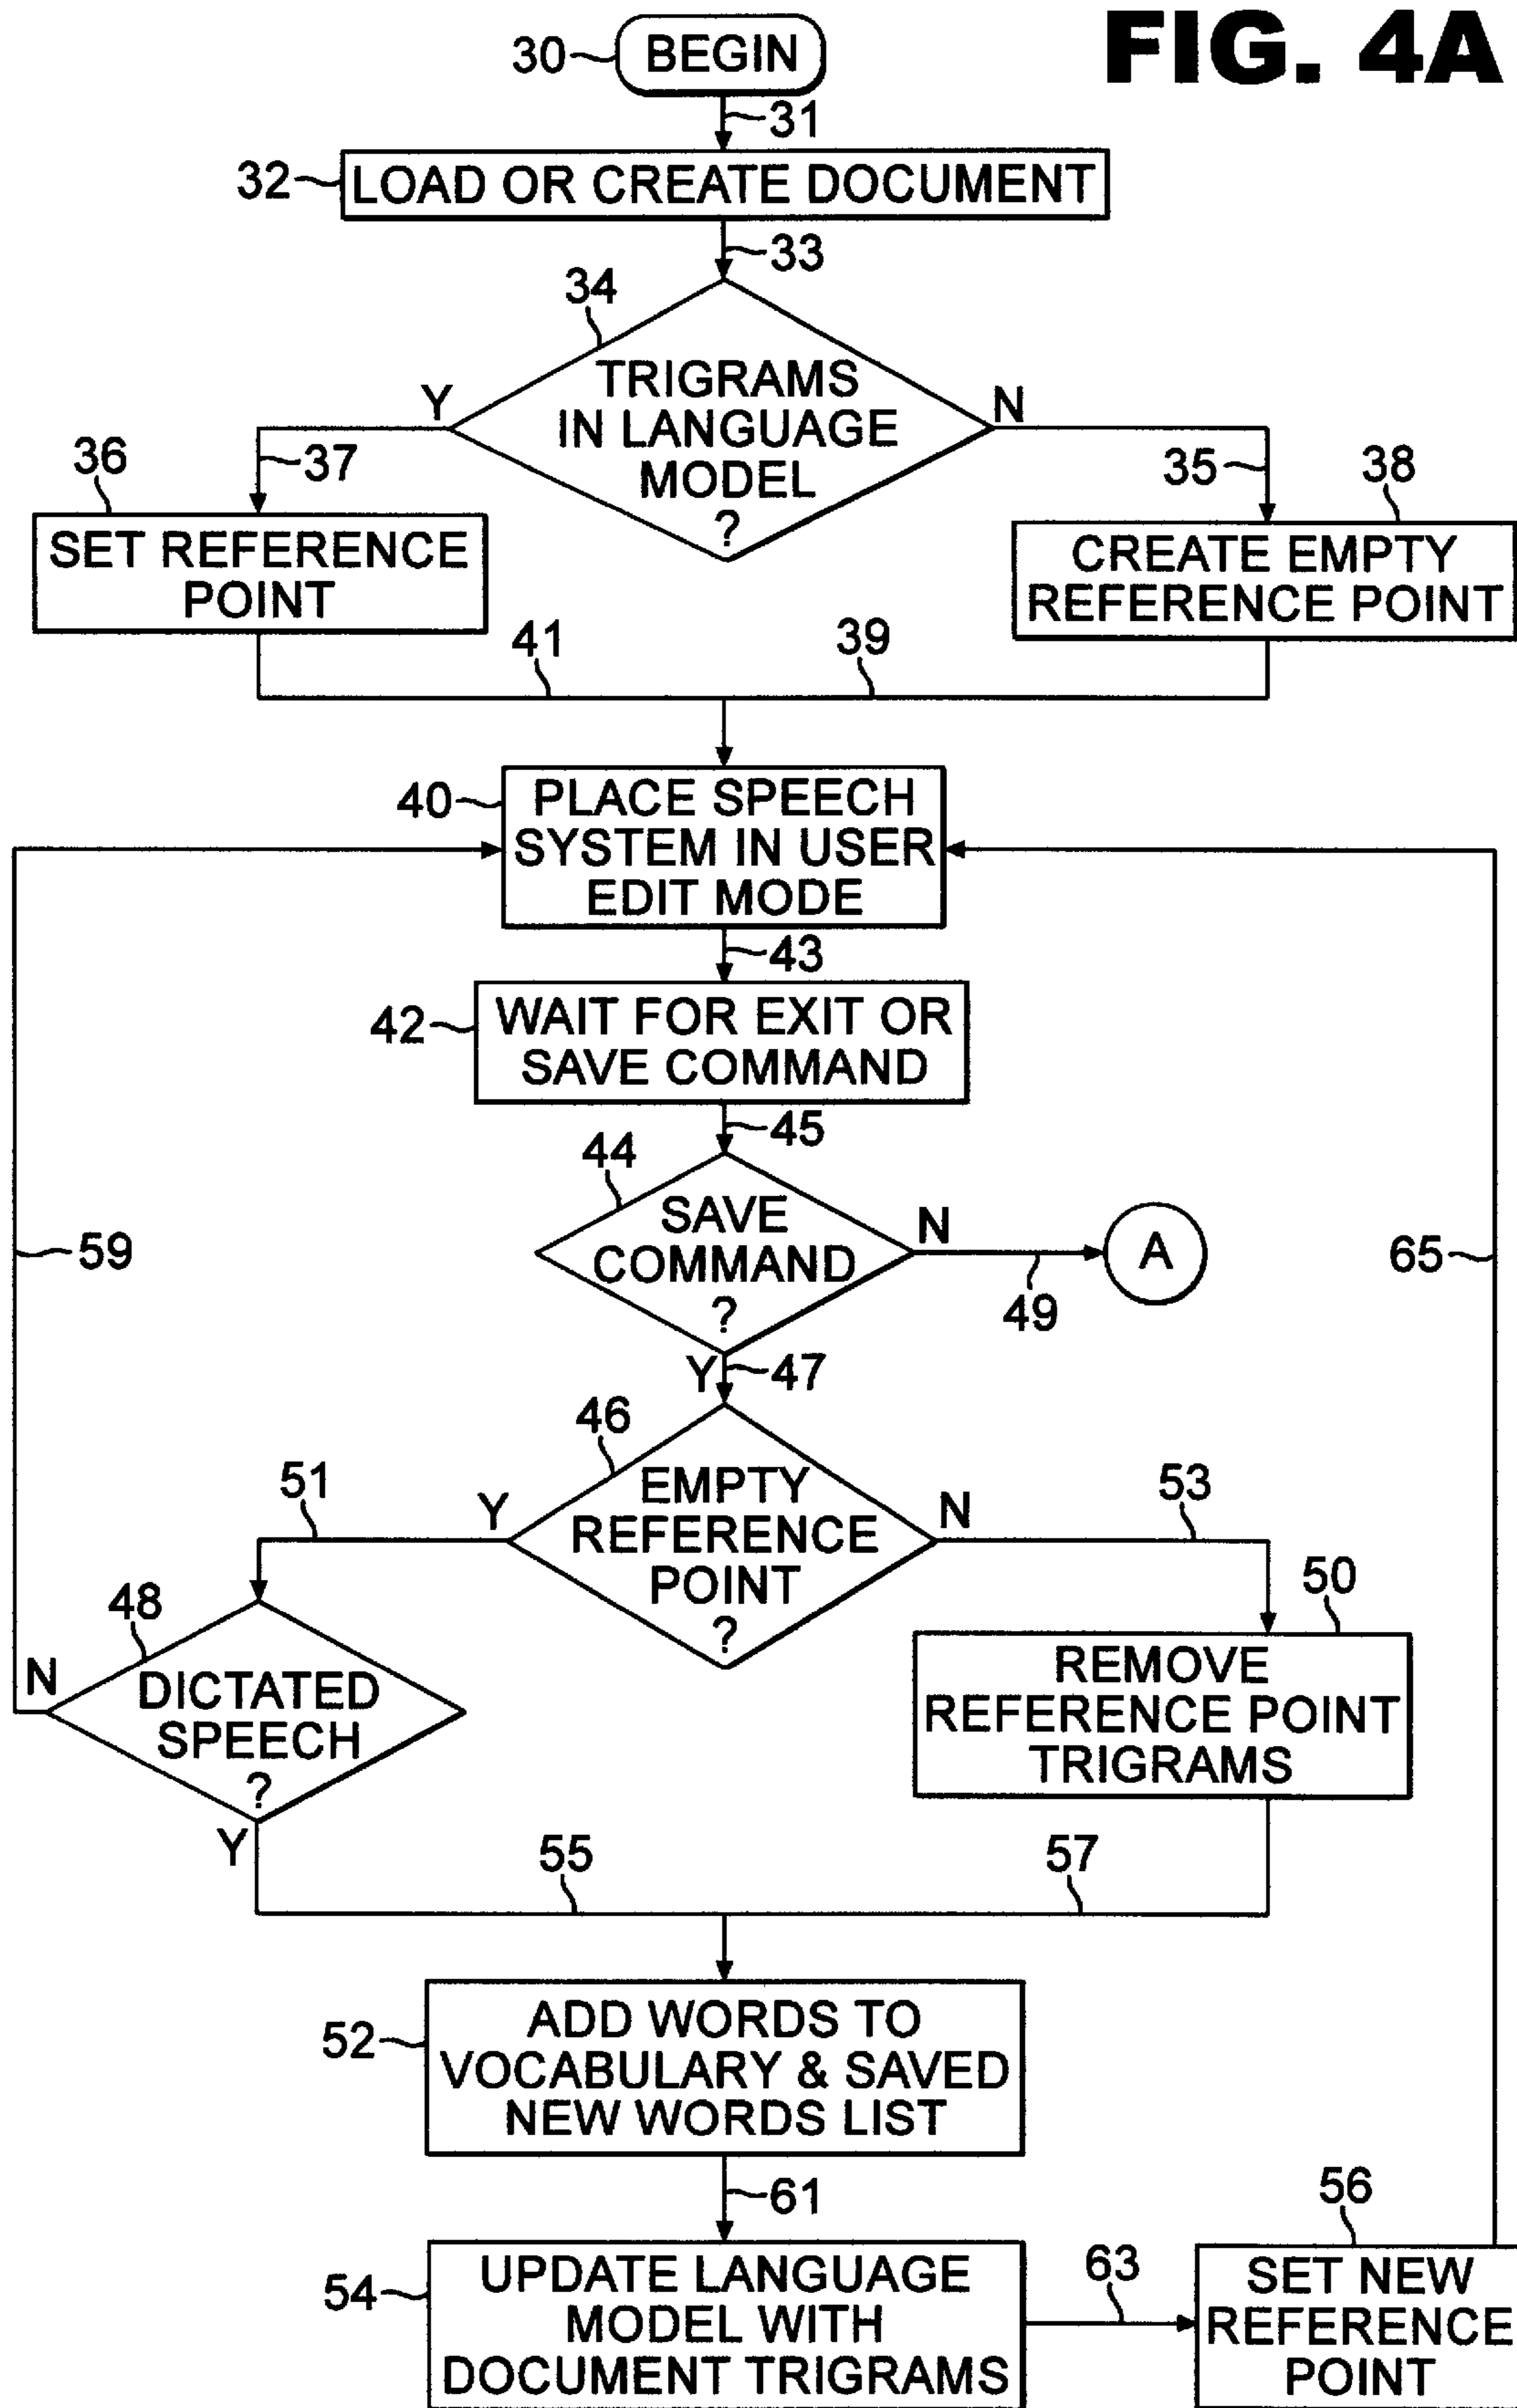 FIG. 4A
30 BEGIN
31
32 LOAD OR CREATE DOCUMENT
33
34
TRIGRAMS
IN LANGUAGE
MODEL
?
Y
N
36
37
35
38
SET REFERENCE
POINT
CREATE EMPTY
REFERENCE POINT
41
39
40
PLACE SPEECH
SYSTEM IN USER
EDIT MODE
43
42
WAIT FOR EXIT OR
SAVE COMMAND
45
44
SAVE
COMMAND
?
N
A
49
59
65
Y
47
46
EMPTY
REFERENCE
POINT
?
51
Y
N
53
48
50
N
DICTATED
SPEECH
?
REMOVE
REFERENCE POINT
TRIGRAMS
Y
55
57
52
ADD WORDS TO
VOCABULARY & SAVED
NEW WORDS LIST
61
56
54
UPDATE LANGUAGE
MODEL WITH
DOCUMENT TRIGRAMS
63
SET NEW
REFERENCE
POINT